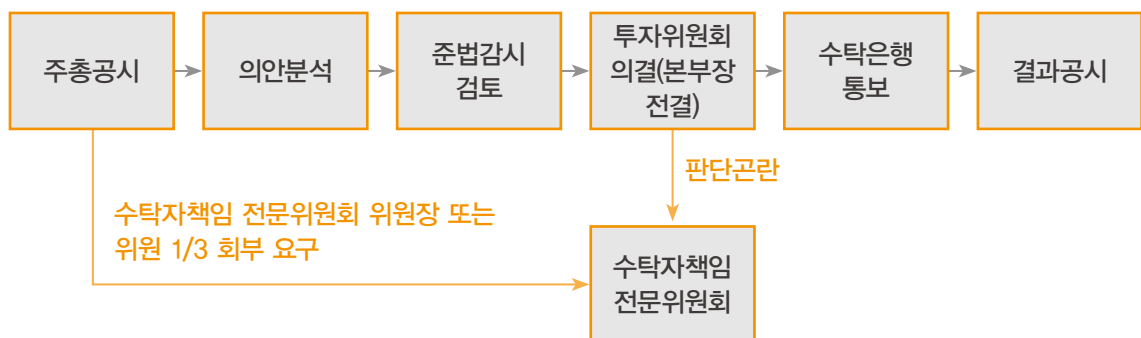 주총공시
의안분석
준법감시
검토
투자위원회
의결(본부장
전결)
수탁은행
통보
결과공시
판단곤란
수탁자책임 전문위원회 위원장 또는
위원 1/3 회부 요구
수탁자책임
전문위원회